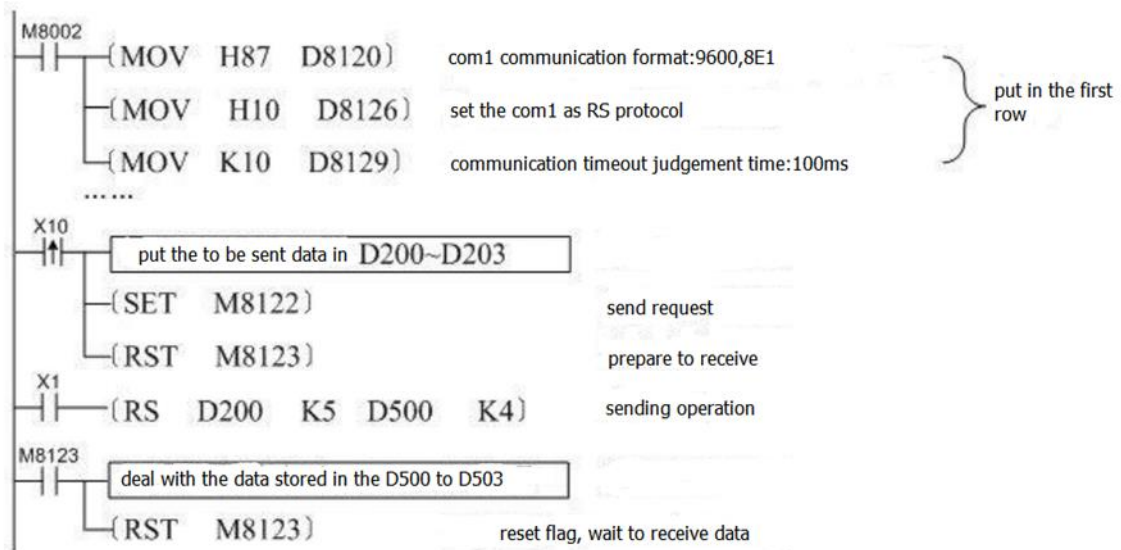 M8002
(MOV H87 D8120) com1 communication format:9600,8E1
(MOV H10 D8126) set the com1 as RS protocol
put in the first row
(MOV K10 D8129) communication timeout judgement time:100ms
......
X10
put the to be sent data in D200~D203
(SET M8122) send request
(RST M8123) prepare to receive
X1
(RS D200 K5 D500 K4) sending operation
M8123
deal with the data stored in the D500 to D503
(RST M8123) reset flag, wait to receive data